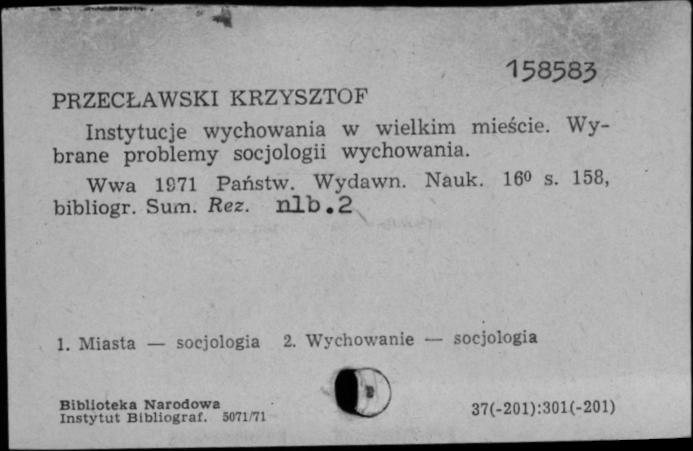 158583
PRZECŁAWSKI KRZYSZTOF
Instytucje wychowania w wielkim mieście. Wy-
brane problemy socjologii wychowania.
Wwa 1971 Państw. Wydawn. Nauk. 16º s. 158,
bibliogr. Sum. Rez. nlb.2
1. Miasta — socjologia 2. Wychowanie — socjologia
Biblioteka Narodowa
Instytut Bibliograf. 5071/71
37(-201):301(-201)